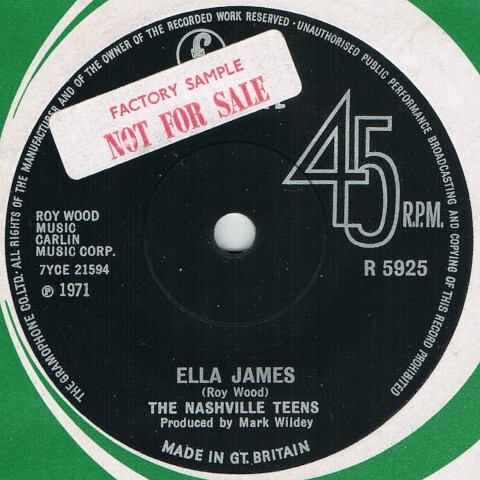 THE GRAMOPHONE CO. LTD. ALL RIGHTS OF THE MANUFACTURER AND OF THE OWNER OF THE RECORDED WORK RESERVED · UNAUTHORISED PUBLIC PERFORMANCE BROADCASTING AND COPYING OF THIS RECORD PROHIBITED
£
FACTORY SAMPLE
NOT FOR SALE
45
R.P.M.
ROY WOOD
MUSIC
CARLIN
MUSIC CORP.
7YCE 21594
℗ 1971
R 5925
ELLA JAMES
(Roy Wood)
THE NASHVILLE TEENS
Produced by Mark Wildey
MADE IN GT. BRITAIN